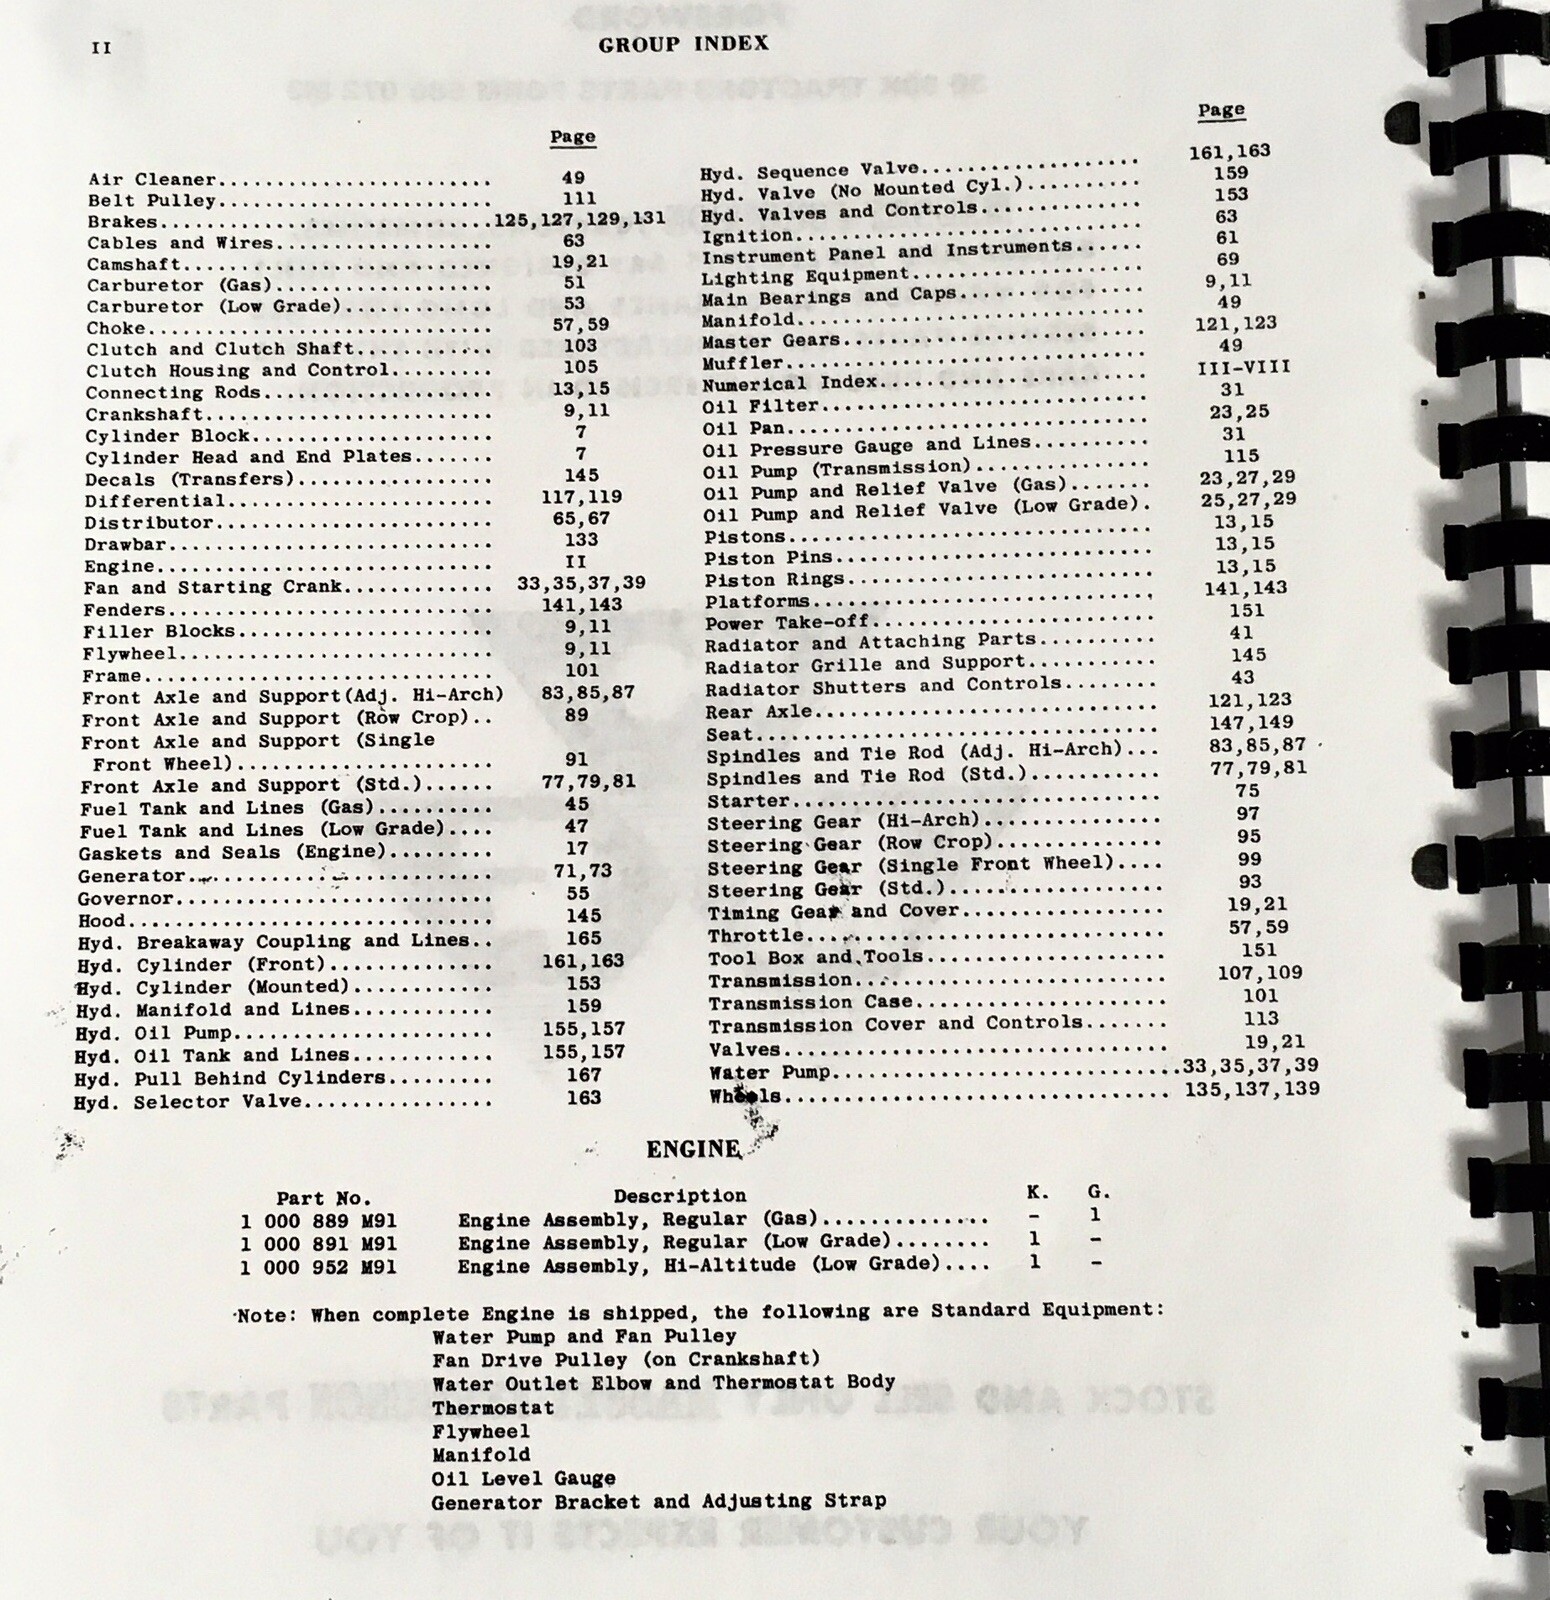 II
GROUP INDEX
Page
Air Cleaner....................... 49
Belt Pulley....................... 111
Brakes............................125,127,129,131
Cables and Wires.................. 63
Camshaft.......................... 19,21
Carburetor (Gas).................. 51
Carburetor (Low Grade)............ 53
Choke............................. 57,59
Clutch and Clutch Shaft........... 103
Clutch Housing and Control........ 105
Connecting Rods................... 13,15
Crankshaft........................ 9,11
Cylinder Block.................... 7
Cylinder Head and End Plates...... 7
Decals (Transfers)................ 145
Differential...................... 117,119
Distributor....................... 65,67
Drawbar........................... 133
Engine............................ II
Fan and Starting Crank............ 33,35,37,39
Fenders........................... 141,143
Filler Blocks..................... 9,11
Flywheel.......................... 9,11
Frame............................. 101
Front Axle and Support(Adj. Hi-Arch) 83,85,87
Front Axle and Support (Row Crop).. 89
Front Axle and Support (Single
Front Wheel)...................... 91
Front Axle and Support (Std.)..... 77,79,81
Fuel Tank and Lines (Gas)......... 45
Fuel Tank and Lines (Low Grade)... 47
Gaskets and Seals (Engine)........ 17
Generator......................... 71,73
Governor.......................... 55
Hood.............................. 145
Hyd. Breakaway Coupling and Lines.. 165
Hyd. Cylinder (Front)............. 161,163
Hyd. Cylinder (Mounted)........... 153
Hyd. Manifold and Lines........... 159
Hyd. Oil Pump..................... 155,157
Hyd. Oil Tank and Lines........... 155,157
Hyd. Pull Behind Cylinders........ 167
Hyd. Selector Valve............... 163
Page
Hyd. Sequence Valve............... 161,163
Hyd. Valve (No Mounted Cyl.)...... 159
Hyd. Valves and Controls.......... 153
Ignition.......................... 63
Instrument Panel and Instruments...... 61
Lighting Equipment................ 69
Main Bearings and Caps............ 9,11
Manifold.......................... 49
Master Gears...................... 121,123
Muffler........................... 49
Numerical Index................... III-VIII
Oil Filter........................ 31
Oil Pan........................... 23,25
Oil Pressure Gauge and Lines...... 31
Oil Pump (Transmission)........... 115
Oil Pump and Relief Valve (Gas)....... 23,27,29
Oil Pump and Relief Valve (Low Grade). 25,27,29
Pistons........................... 13,15
Piston Pins....................... 13,15
Piston Rings...................... 13,15
Platforms......................... 141,143
Power Take-off.................... 151
Radiator and Attaching Parts...... 41
Radiator Grille and Support....... 145
Radiator Shutters and Controls........ 43
Rear Axle......................... 121,123
Seat.............................. 147,149
Spindles and Tie Rod (Adj. Hi-Arch)... 83,85,87
Spindles and Tie Rod (Std.)........... 77,79,81
Starter........................... 75
Steering Gear (Hi-Arch)........... 97
Steering Gear (Row Crop).......... 95
Steering Gear (Single Front Wheel).... 99
Steering Gear (Std.).............. 93
Timing Gear and Cover............. 19,21
Throttle.......................... 57,59
Tool Box and Tools................ 151
Transmission...................... 107,109
Transmission Case................. 101
Transmission Cover and Controls....... 113
Valves............................ 19,21
Water Pump........................33,35,37,39
Wheels............................ 135,137,139
ENGINE
Part No. Description K. G.
1 000 889 M91 Engine Assembly, Regular (Gas).............. - 1
1 000 891 M91 Engine Assembly, Regular (Low Grade)........ 1 -
1 000 952 M91 Engine Assembly, Hi-Altitude (Low Grade).... 1 -
Note: When complete Engine is shipped, the following are Standard Equipment:
Water Pump and Fan Pulley
Fan Drive Pulley (on Crankshaft)
Water Outlet Elbow and Thermostat Body
Thermostat
Flywheel
Manifold
Oil Level Gauge
Generator Bracket and Adjusting Strap